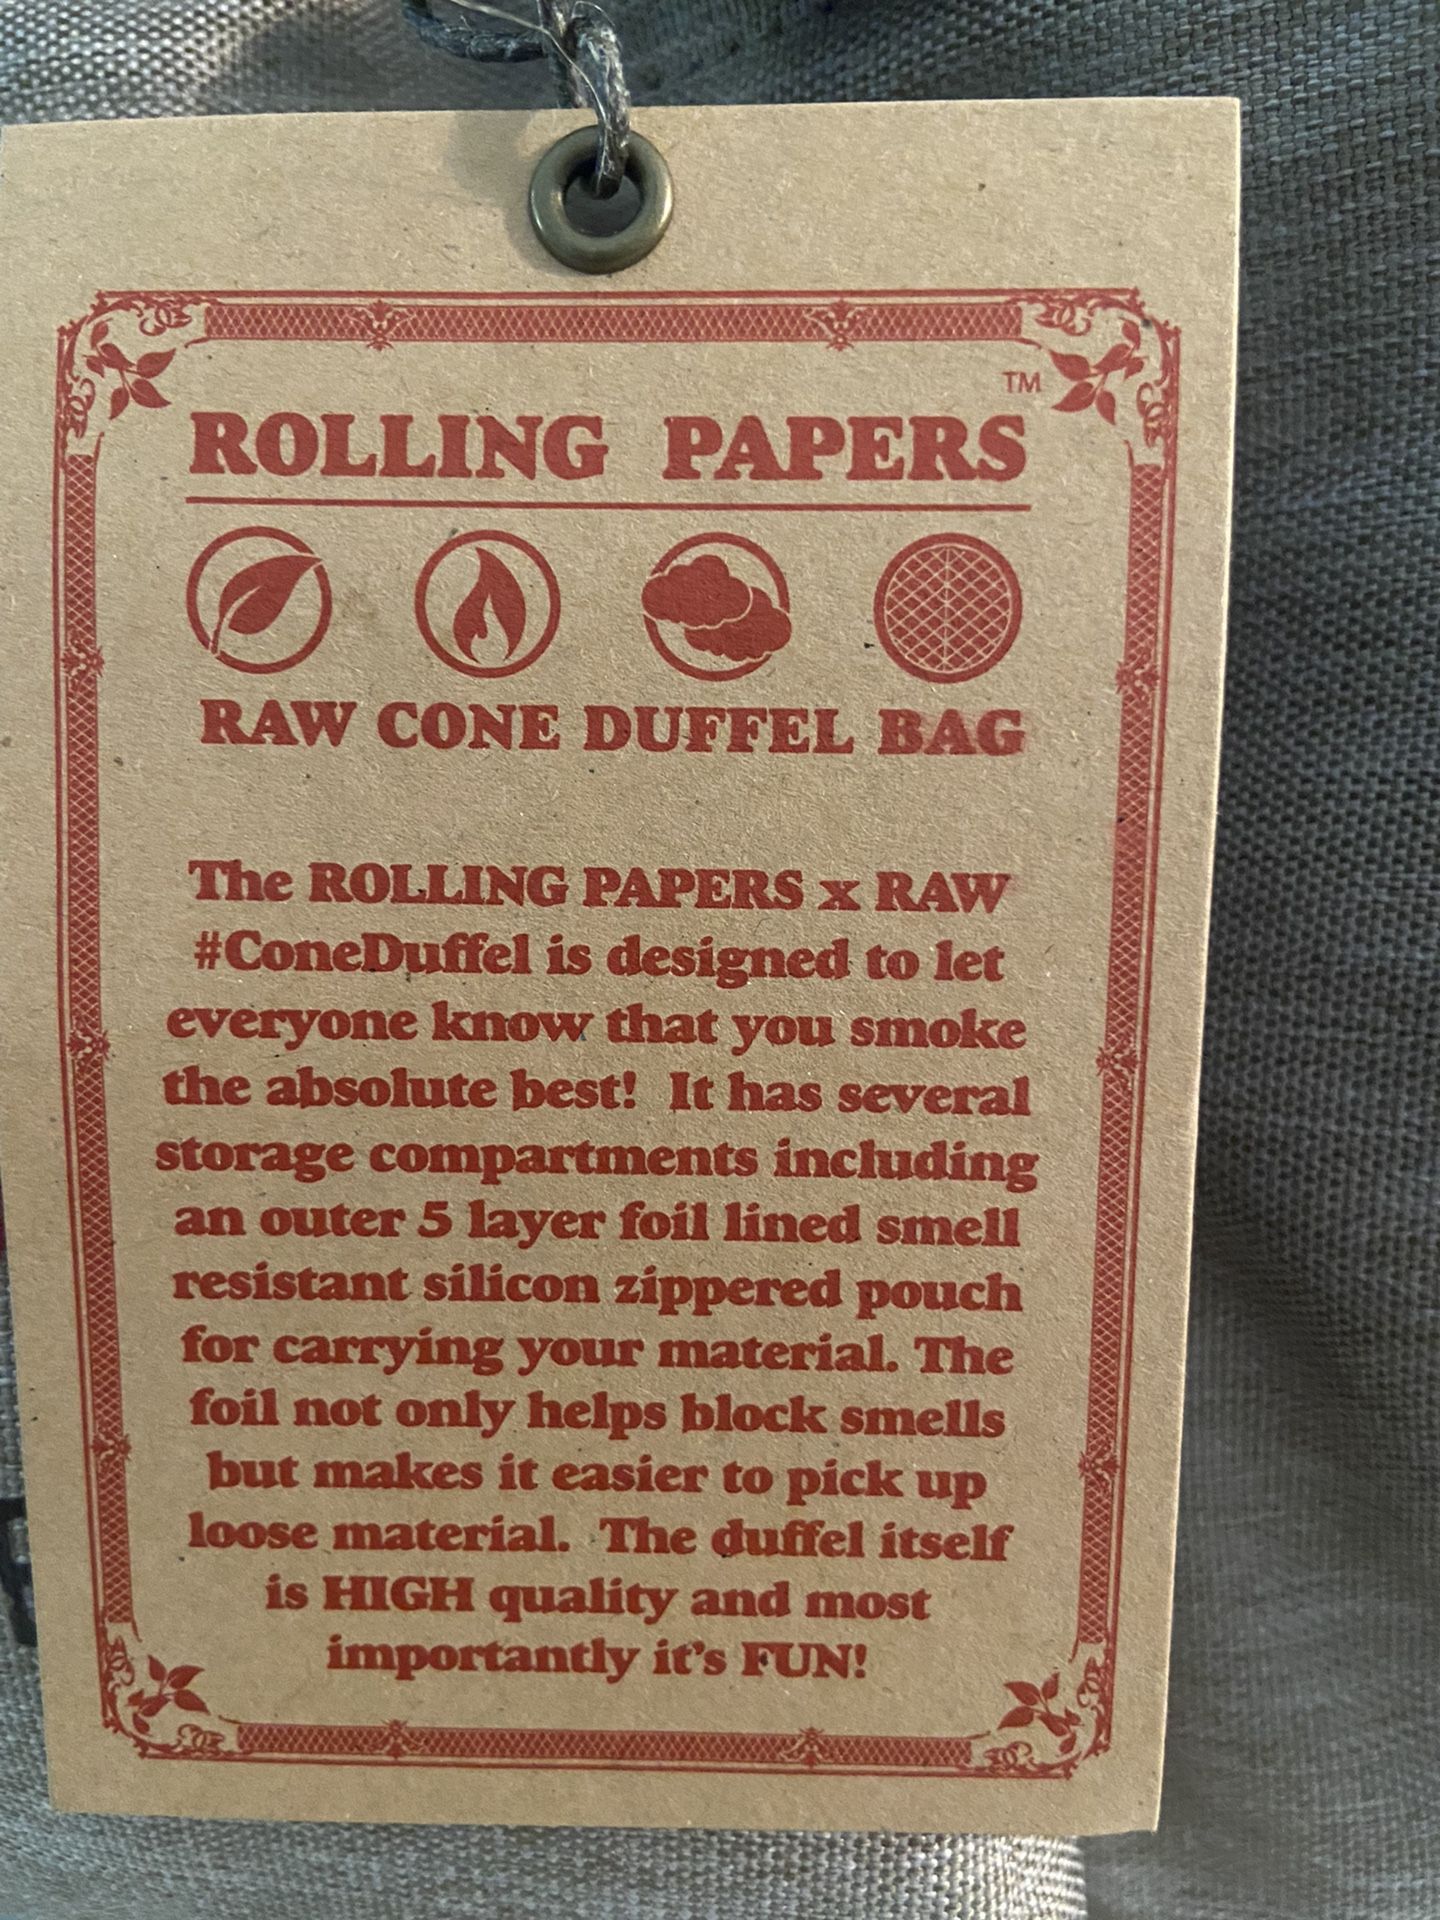 TM
ROLLING PAPERS
RAW CONE DUFFEL BAG
The ROLLING PAPERS x RAW
#ConeDuffel is designed to let
everyone know that you smoke
the absolute best! It has several
storage compartments including
an outer 5 layer foil lined smell
resistant silicon zippered pouch
for carrying your material. The
foil not only helps block smells
but makes it easier to pick up
loose material. The duffel itself
is HIGH quality and most
importantly it's FUN!